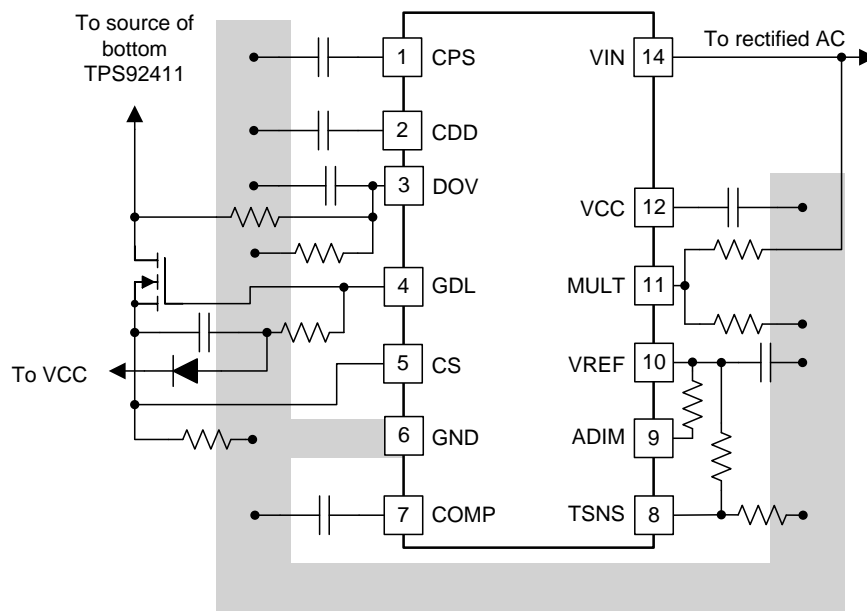 To source of
bottom
TPS92411
To rectified AC
1 CPS
VIN 14
2 CDD
3 DOV
VCC 12
4 GDL
MULT 11
5 CS
VREF 10
To VCC
6 GND
ADIM 9
7 COMP
TSNS 8